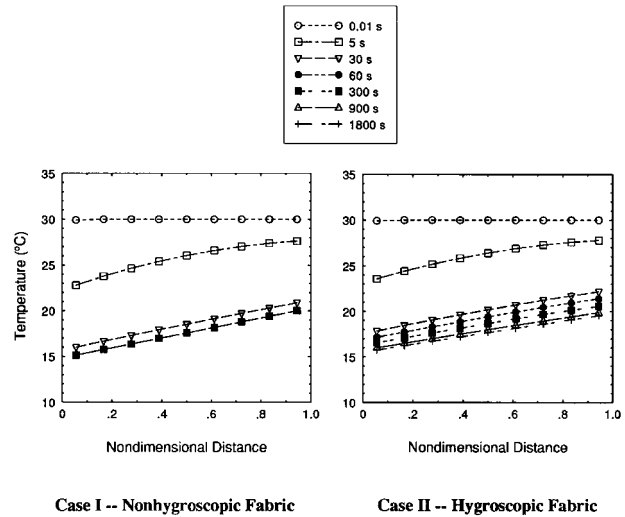 0.01 s
5 s
30 s
60 s
300 s
900 s
1800 s
35
30
25
20
15
10
Temperature (°C)
0 .2 .4 .6 .8 1.0
Nondimensional Distance
35
30
25
20
15
10
0 .2 .4 .6 .8 1.0
Nondimensional Distance
Case I -- Nonhygroscopic Fabric
Case II -- Hygroscopic Fabric